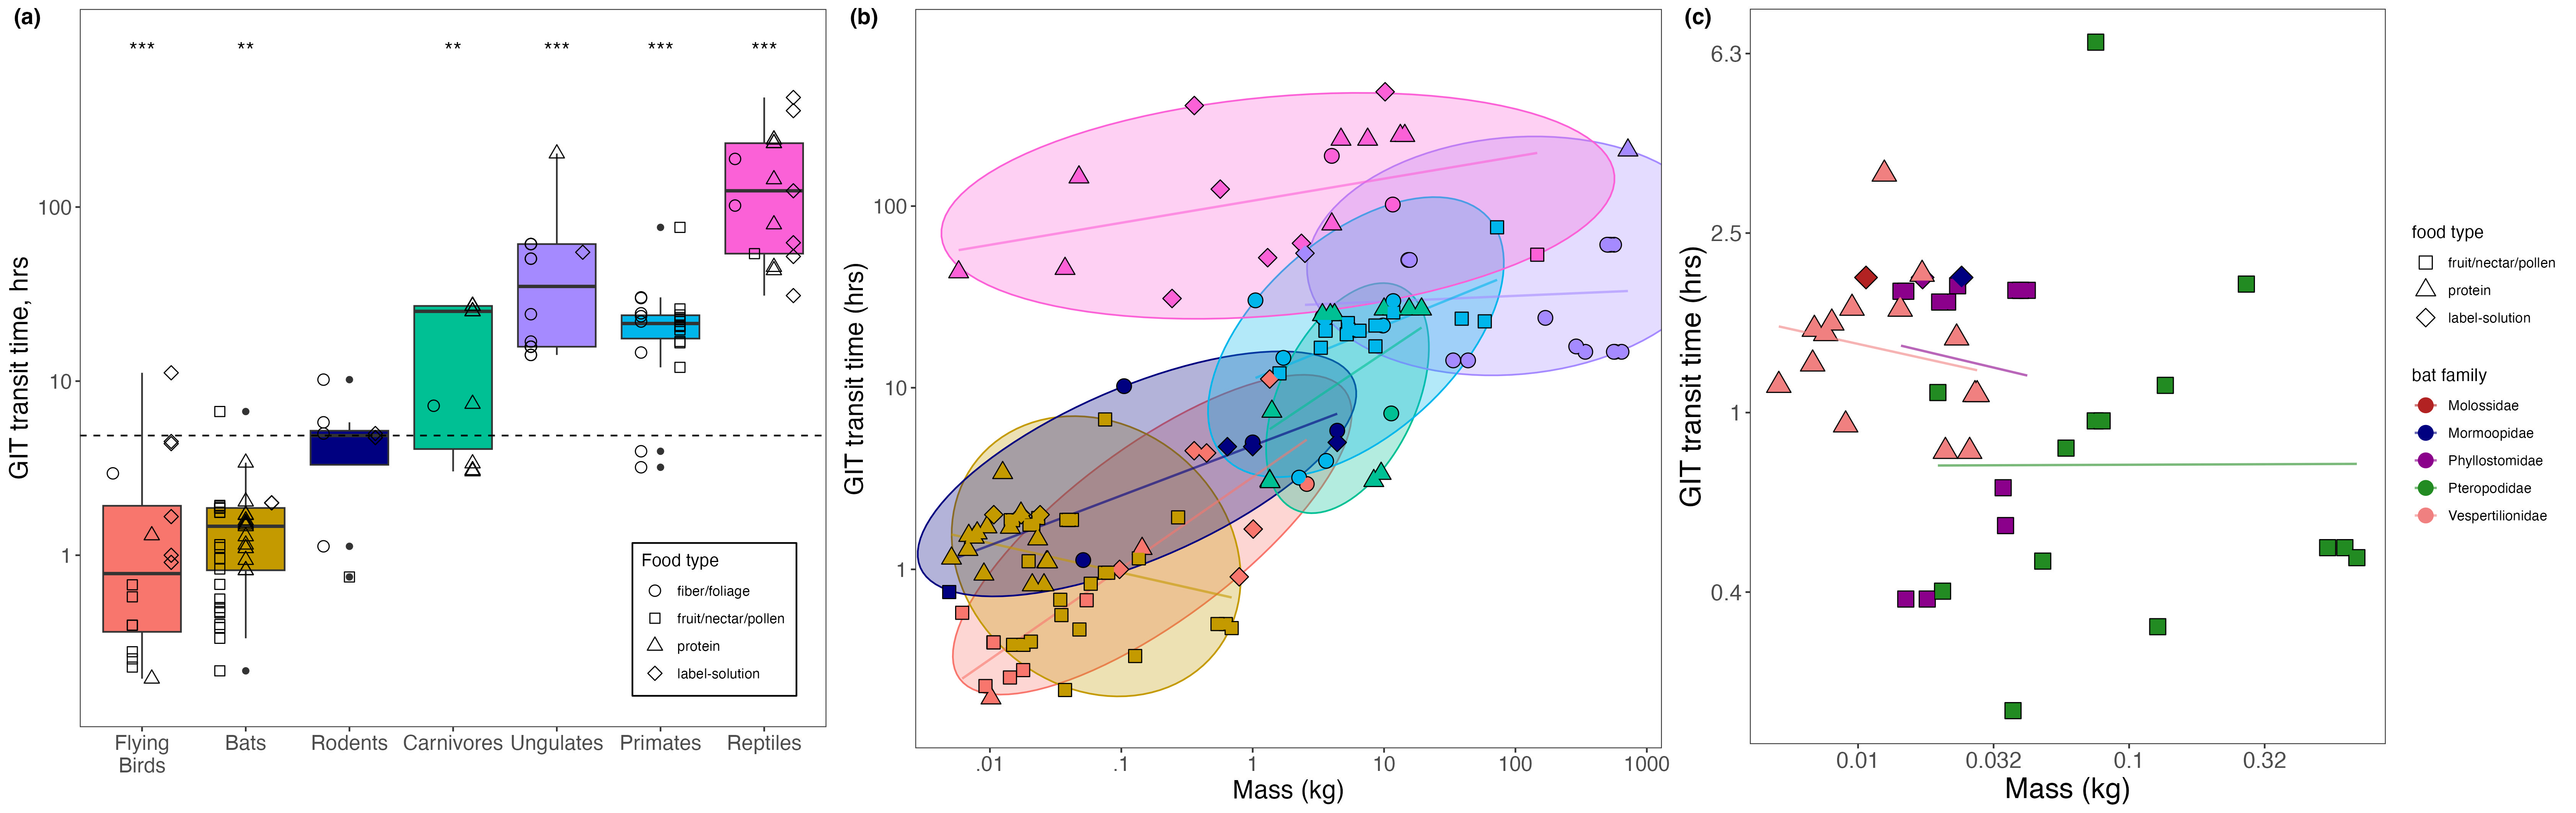 (a)
*** ** ** *** *** ***
GIT transit time, hrs
100
10
1
Flying Birds
Bats
Rodents
Carnivores
Ungulates
Primates
Reptiles
Food type
fiber/foliage
fruit/nectar/pollen
protein
label-solution
(b)
GIT transit time (hrs)
100
10
1
.01 .1 1 10 100 1000
Mass (kg)
(c)
GIT transit time (hrs)
6.3
2.5
1
0.4
0.01 0.032 0.1 0.32
Mass (kg)
food type
fruit/nectar/pollen
protein
label-solution
bat family
Molossidae
Mormoopidae
Phyllostomidae
Pteropodidae
Vespertilionidae